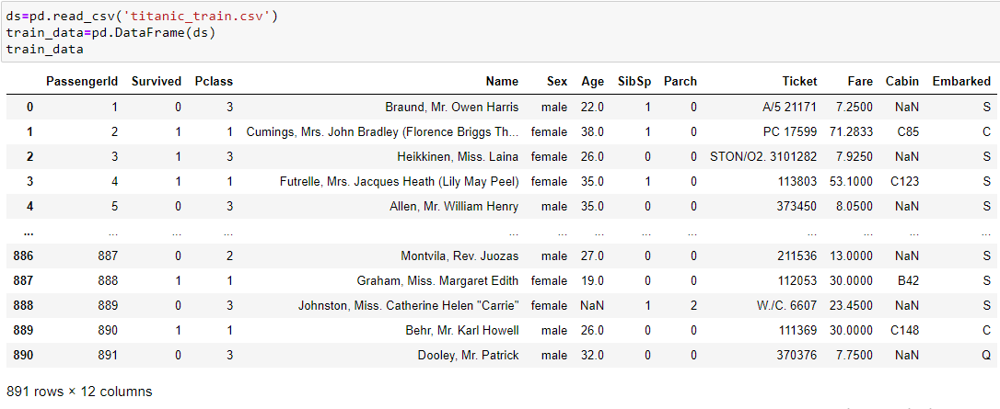 ds=pd.read_csv('titanic_train.csv')
train_data=pd.DataFrame(ds)
train_data
PassengerId Survived Pclass Name Sex Age SibSp Parch Ticket Fare Cabin Embarked
0 1 0 3 Braund, Mr. Owen Harris male 22.0 1 0 A/5 21171 7.2500 NaN S
1 2 1 1 Cumings, Mrs. John Bradley (Florence Briggs Th... female 38.0 1 0 PC 17599 71.2833 C85 C
2 3 1 3 Heikkinen, Miss. Laina female 26.0 0 0 STON/O2. 3101282 7.9250 NaN S
3 4 1 1 Futrelle, Mrs. Jacques Heath (Lily May Peel) female 35.0 1 0 113803 53.1000 C123 S
4 5 0 3 Allen, Mr. William Henry male 35.0 0 0 373450 8.0500 NaN S
... ... ... ... ... ... ... ... ... ... ... ... ...
886 887 0 2 Montvila, Rev. Juozas male 27.0 0 0 211536 13.0000 NaN S
887 888 1 1 Graham, Miss. Margaret Edith female 19.0 0 0 112053 30.0000 B42 S
888 889 0 3 Johnston, Miss. Catherine Helen "Carrie" female NaN 1 2 W./C. 6607 23.4500 NaN S
889 890 1 1 Behr, Mr. Karl Howell male 26.0 0 0 111369 30.0000 C148 C
890 891 0 3 Dooley, Mr. Patrick male 32.0 0 0 370376 7.7500 NaN Q
891 rows × 12 columns